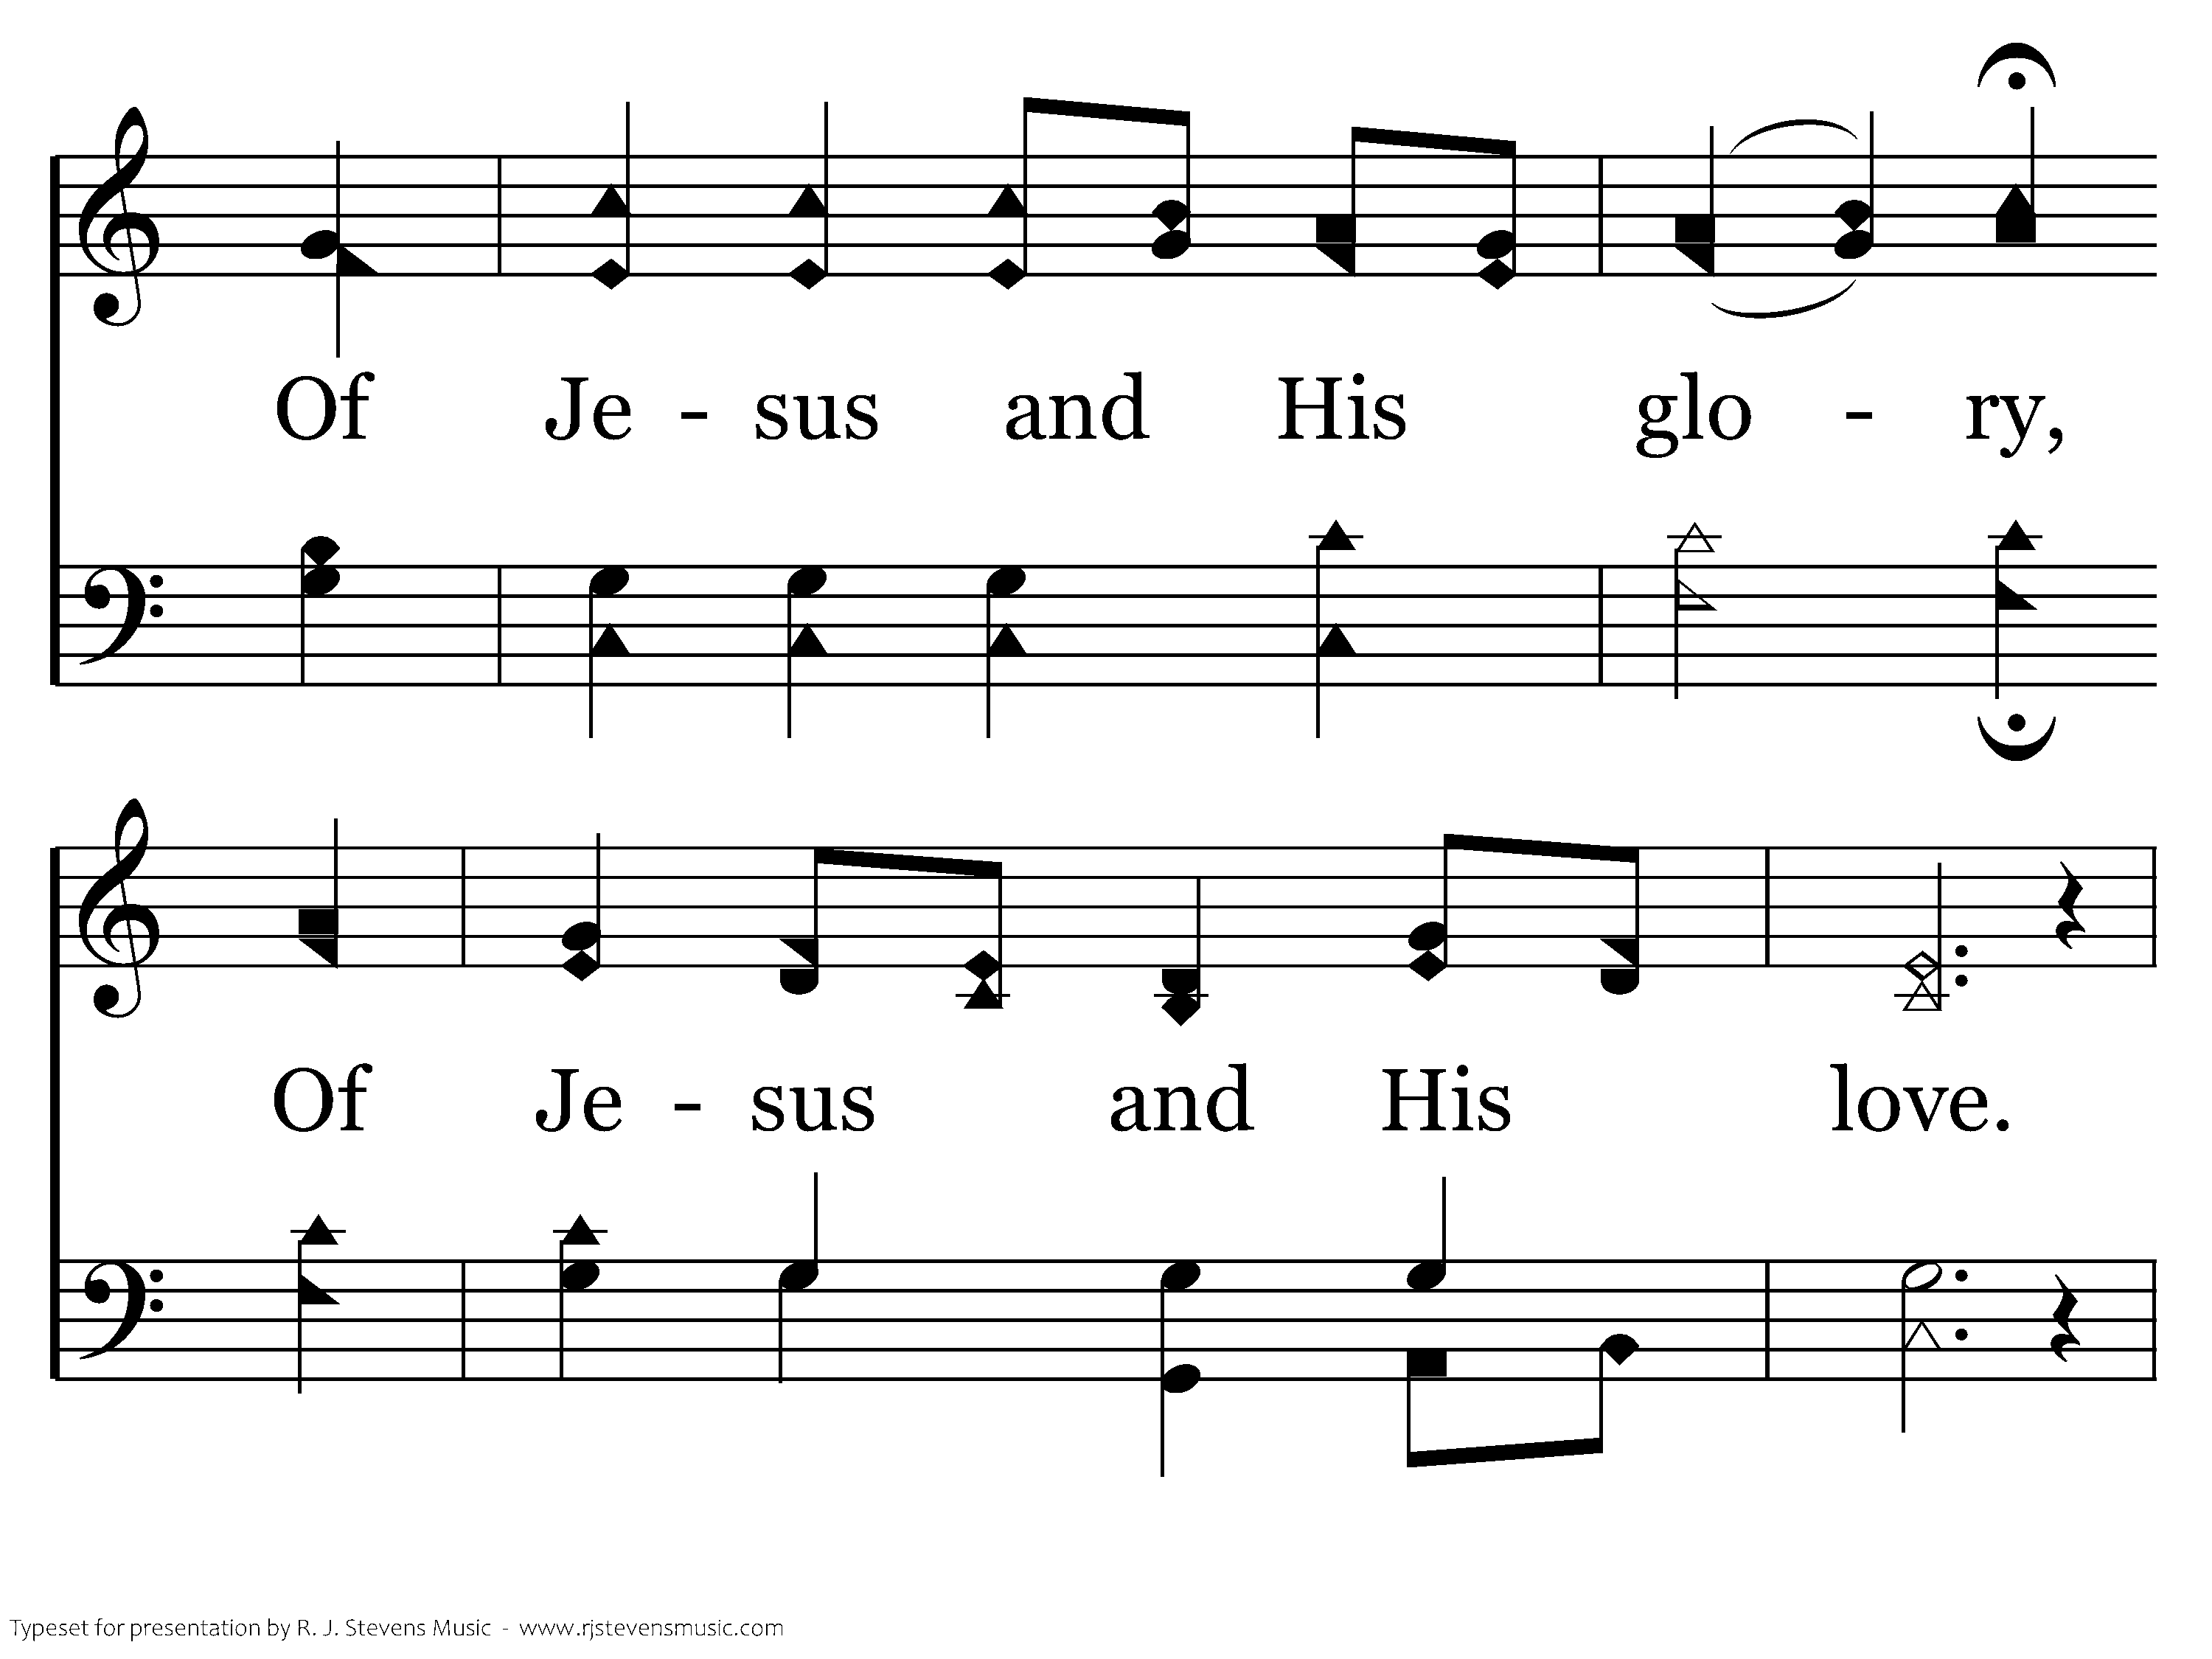 Of Je - sus and His glo - ry,
Of Je - sus and His love.
Typeset for presentation by R. J. Stevens Music - www.rjstevensmusic.com